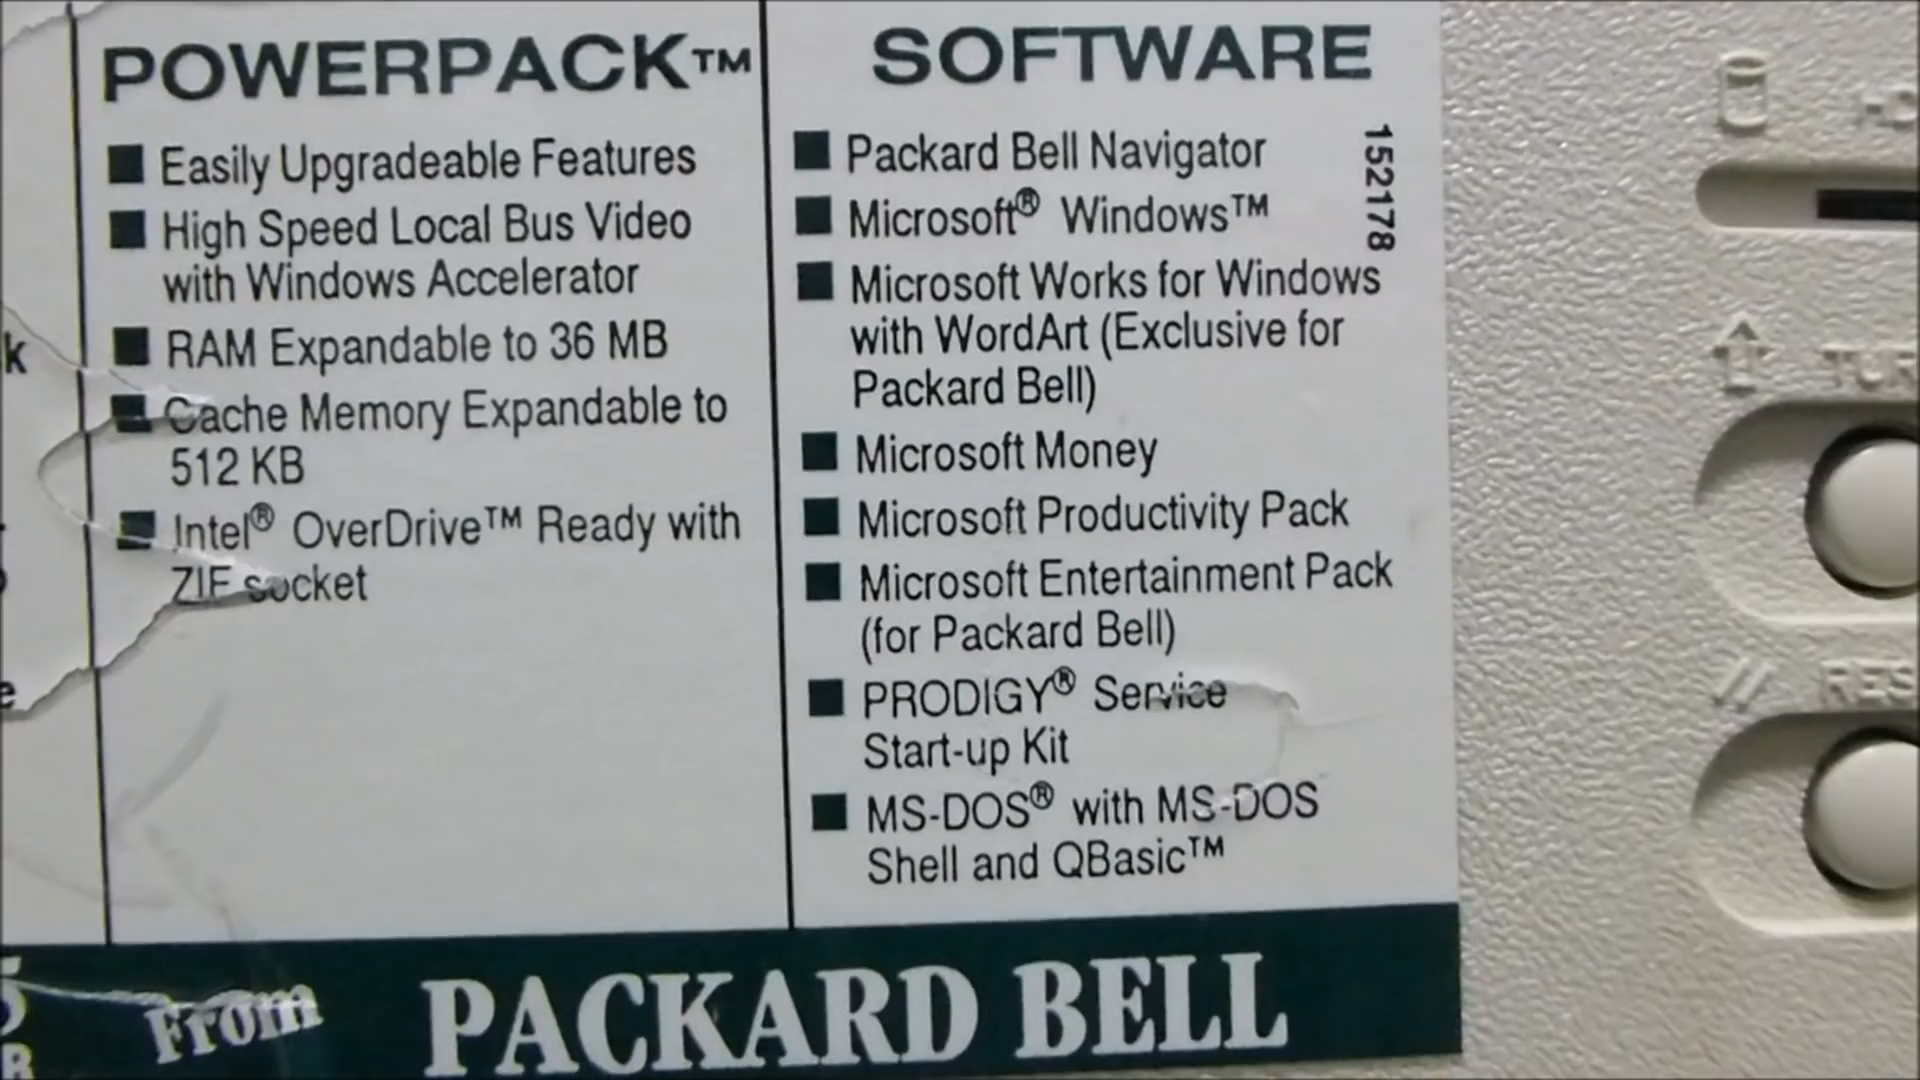 POWERPACK™
■ Easily Upgradeable Features
■ High Speed Local Bus Video
with Windows Accelerator
■ RAM Expandable to 36 MB
■ Cache Memory Expandable to
512 KB
■ Intel® OverDrive™ Ready with
ZIF socket
SOFTWARE
■ Packard Bell Navigator
■ Microsoft® Windows™
■ Microsoft Works for Windows
with WordArt (Exclusive for
Packard Bell)
■ Microsoft Money
■ Microsoft Productivity Pack
■ Microsoft Entertainment Pack
(for Packard Bell)
■ PRODIGY® Service
Start-up Kit
■ MS-DOS® with MS-DOS
Shell and QBasic™
152178
From PACKARD BELL